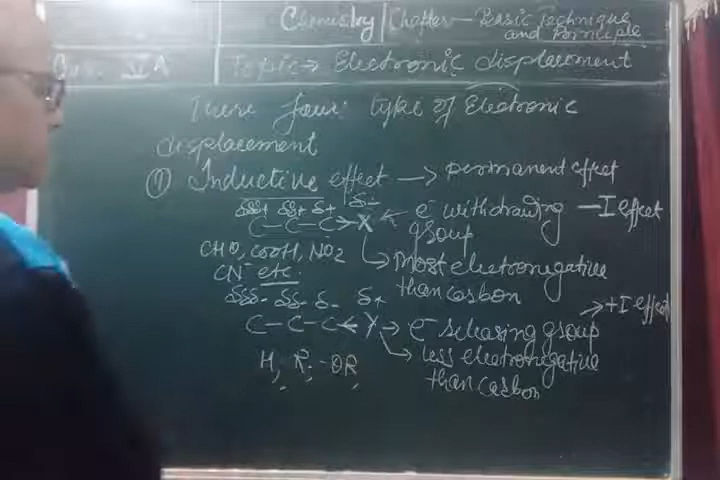 Chemistry | Chapter - Basic Technique and Principle
VA Topic → Electronic displacement
There four type of Electronic
displacement
① Inductive effect → permanent effect
δδδ+ δδ+ δ+ δ-
C - C - C > X ← e⁻ withdrawing - I effect
group
CHO, COOH, NO2 → most electronegative
CN⁻ etc. than carbon
δδδ- δδ- δ- δ+ → +I effect
C - C - C < Y → e⁻ releasing group
→ less electronegative
H, R, -OR than carbon